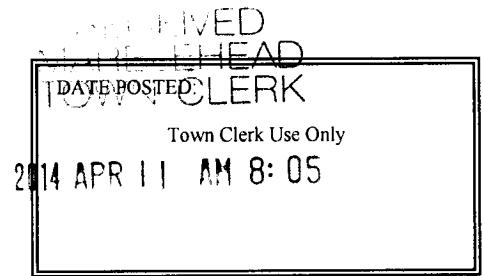 RECEIVED
MARBLEHEAD
TOWN CLERK
DATE POSTED:
Town Clerk Use Only
2014 APR 11 AM 8:05